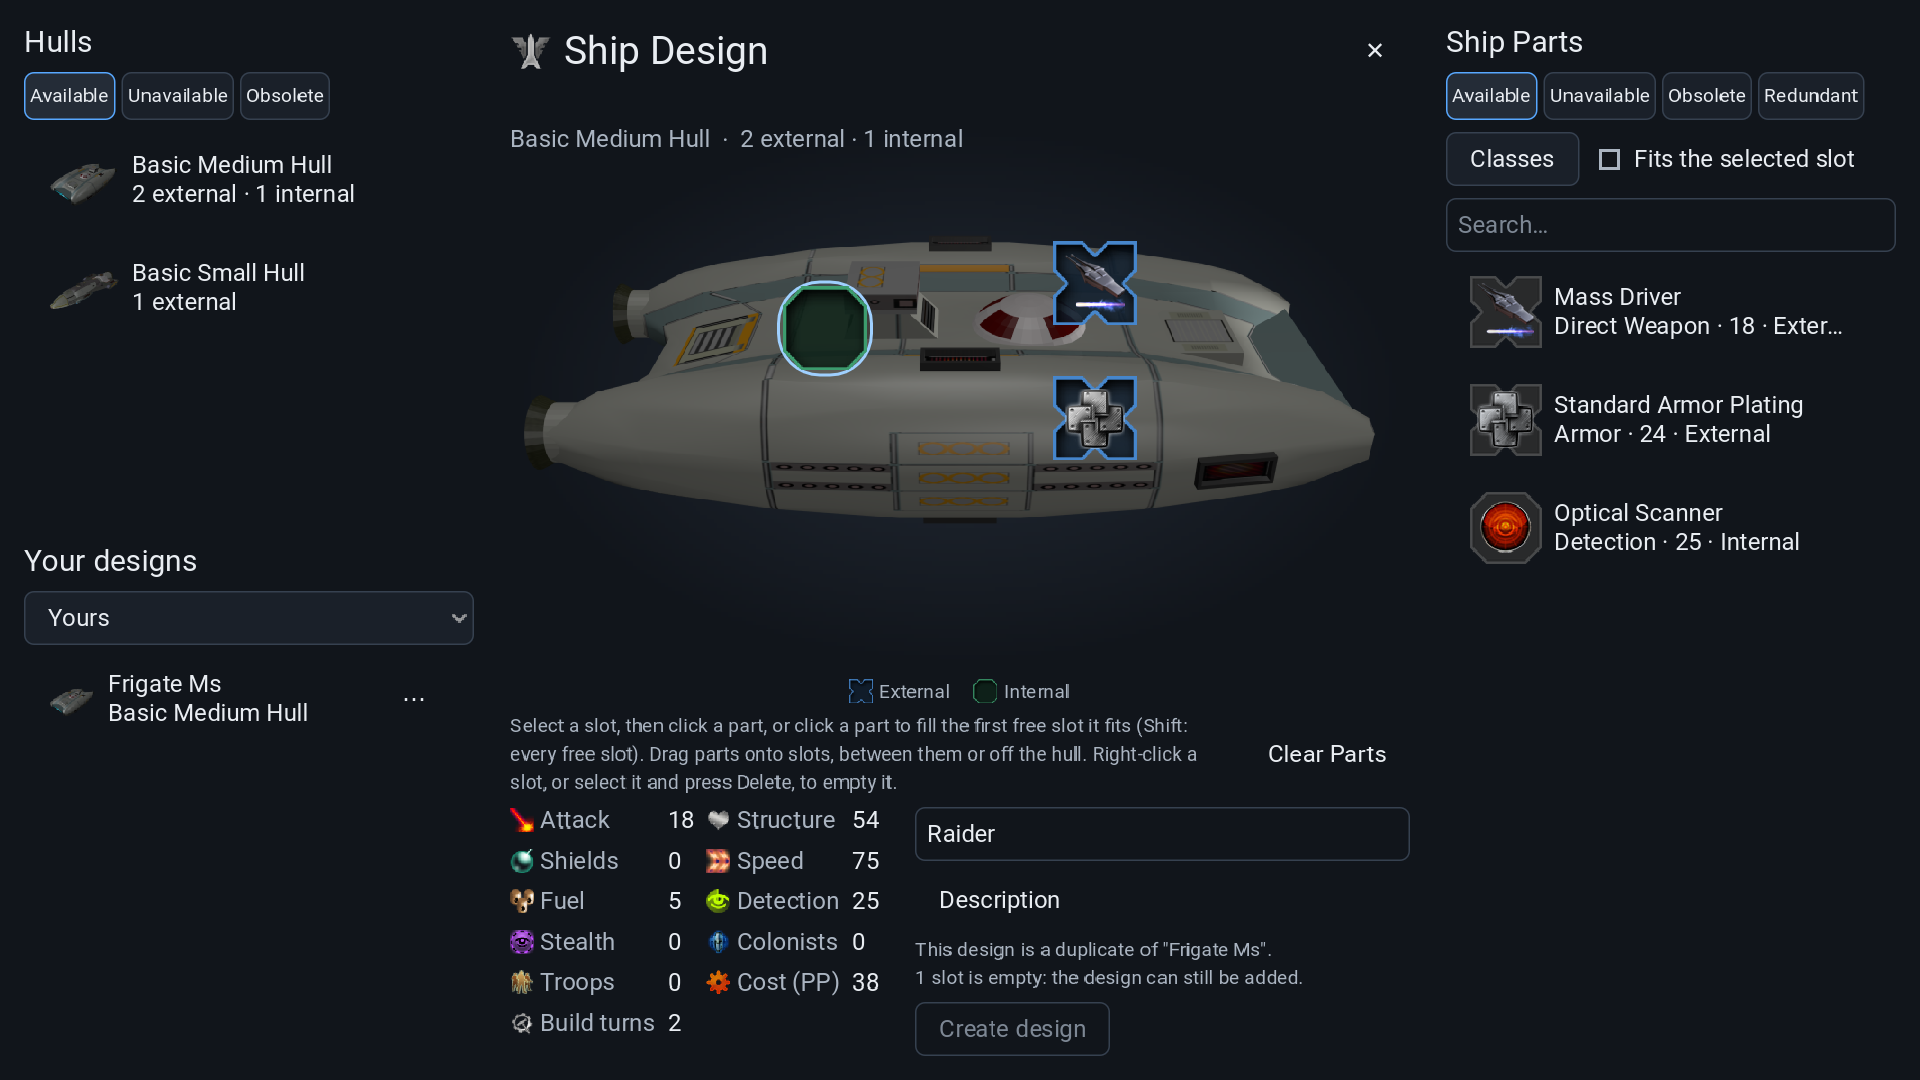 Hulls
Available
Unavailable
Obsolete
Basic Medium Hull
2 external · 1 internal
Basic Small Hull
1 external
Your designs
Yours
Frigate Ms
Basic Medium Hull
...
Ship Design
×
Basic Medium Hull · 2 external · 1 internal
External
Internal
Select a slot, then click a part, or click a part to fill the first free slot it fits (Shift:
every free slot). Drag parts onto slots, between them or off the hull. Right-click a
slot, or select it and press Delete, to empty it.
Clear Parts
Attack 18
Structure 54
Shields 0
Speed 75
Fuel 5
Detection 25
Stealth 0
Colonists 0
Troops 0
Cost (PP) 38
Build turns 2
Raider
Description
This design is a duplicate of "Frigate Ms".
1 slot is empty: the design can still be added.
Create design
Ship Parts
Available
Unavailable
Obsolete
Redundant
Classes
Fits the selected slot
Search...
Mass Driver
Direct Weapon · 18 · Exter...
Standard Armor Plating
Armor · 24 · External
Optical Scanner
Detection · 25 · Internal